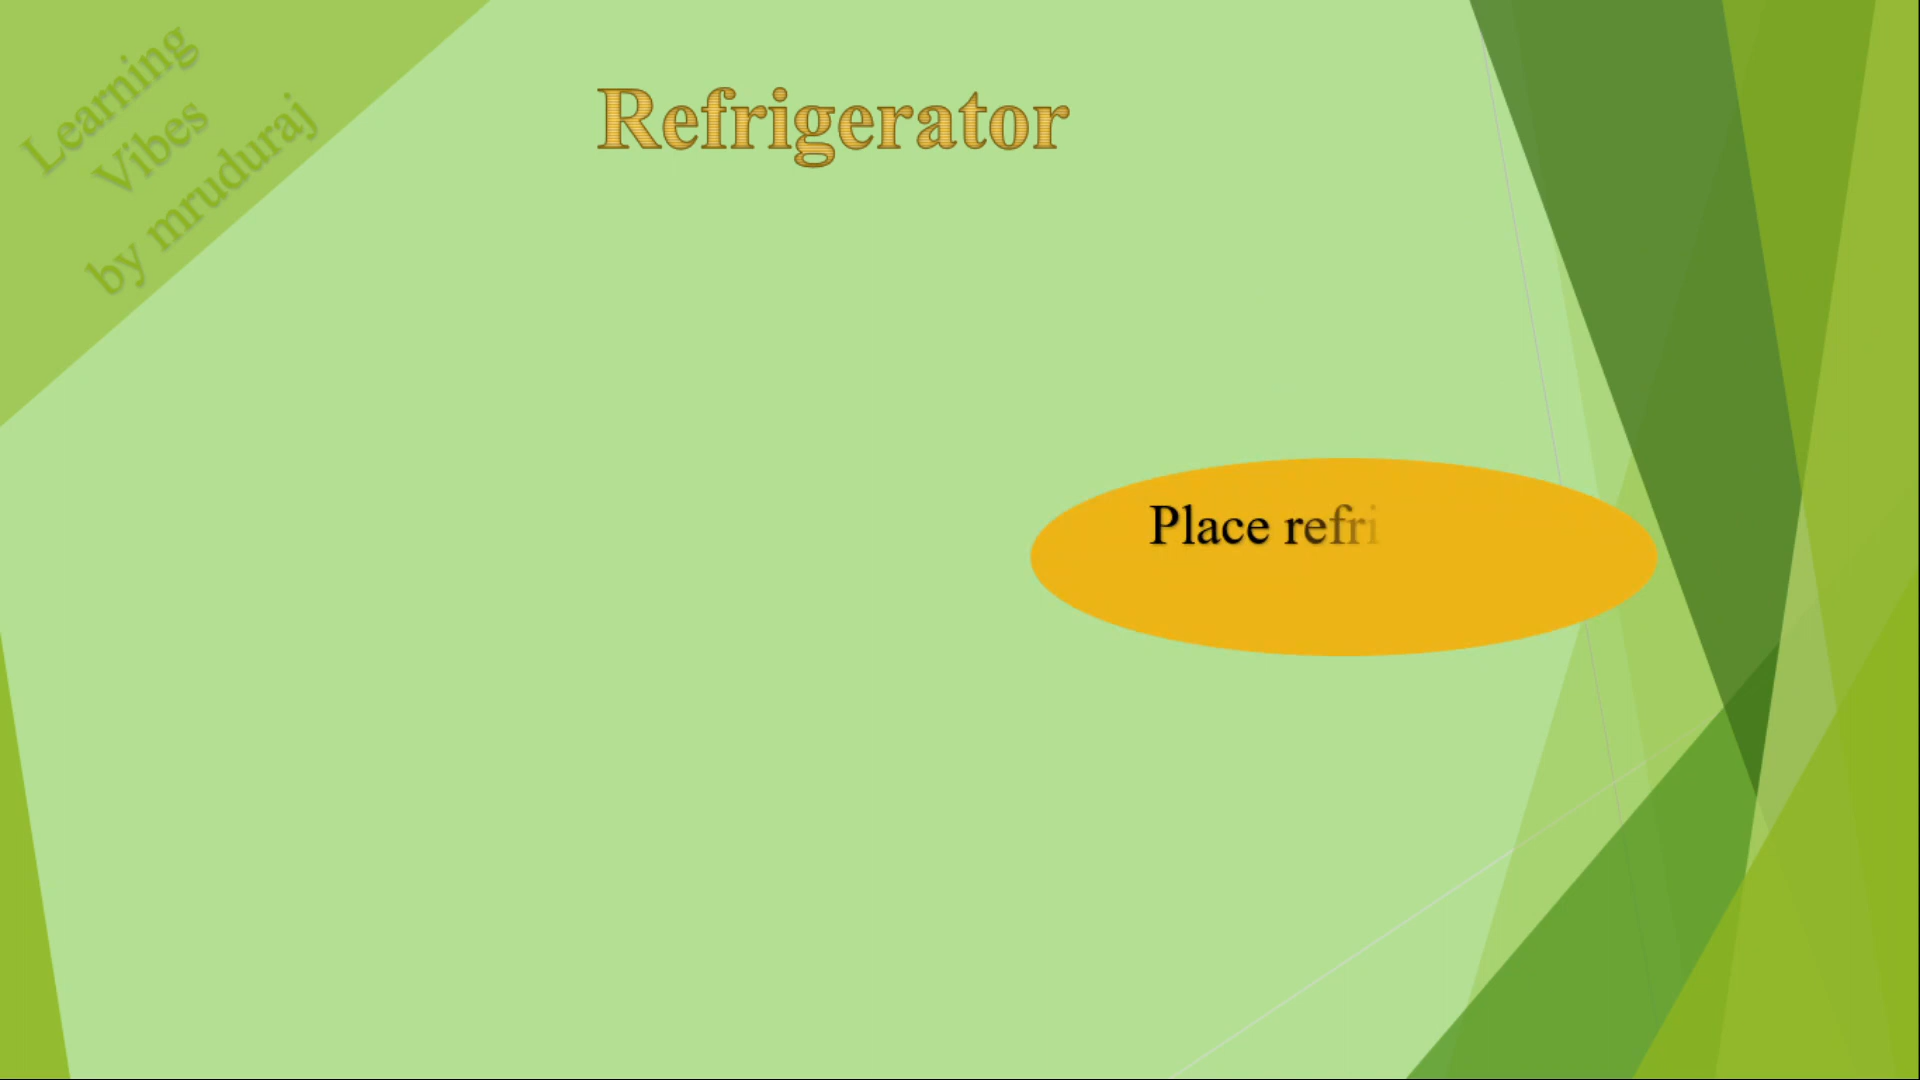 Learning
Vibes
by mruduraj
Refrigerator
Place refri